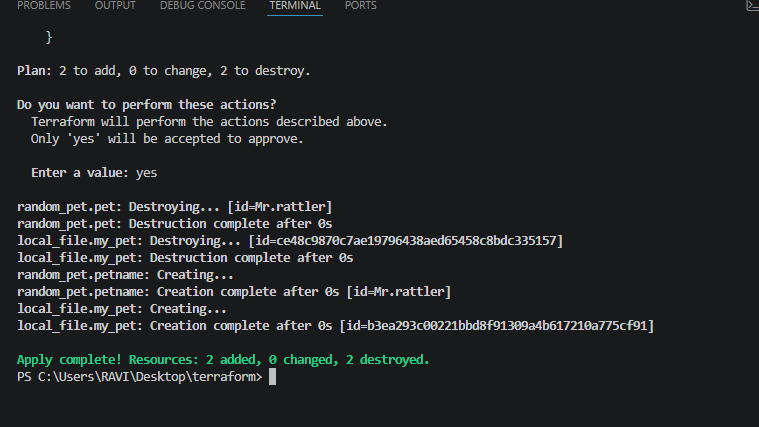 PROBLEMS OUTPUT DEBUG CONSOLE TERMINAL PORTS
}
Plan: 2 to add, 0 to change, 2 to destroy.
Do you want to perform these actions?
Terraform will perform the actions described above.
Only 'yes' will be accepted to approve.
Enter a value: yes
random_pet.pet: Destroying... [id=Mr.rattler]
random_pet.pet: Destruction complete after 0s
local_file.my_pet: Destroying... [id=ce48c9870c7ae19796438aed65458c8bdc335157]
local_file.my_pet: Destruction complete after 0s
random_pet.petname: Creating...
random_pet.petname: Creation complete after 0s [id=Mr.rattler]
local_file.my_pet: Creating...
local_file.my_pet: Creation complete after 0s [id=b3ea293c00221bbd8f91309a4b617210a775cf91]
Apply complete! Resources: 2 added, 0 changed, 2 destroyed.
PS C:\Users\RAVI\Desktop\terraform>